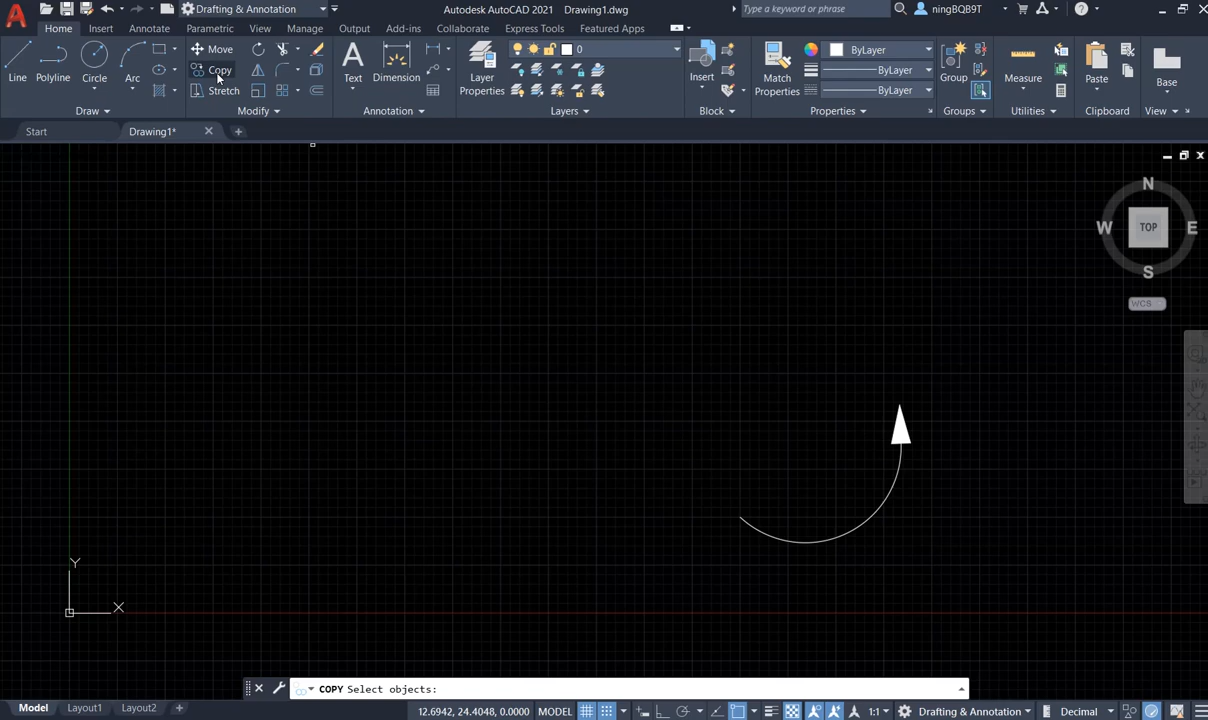 A Drafting & Annotation Autodesk AutoCAD 2021 Drawing1.dwg Type a keyword or phrase ningBQB9T
Home Insert Annotate Parametric View Output Add-ins Manage Collaborate Express Tools Featured Apps
Move
Copy
Stretch
Line Polyline Circle Arc
Text Dimension
Layer
Properties
0
Insert
Match
Properties
ByLayer
ByLayer
ByLayer
Group
Measure
Paste
Base
Draw Modify Annotation Layers Block Properties Groups Utilities Clipboard View
Start Drawing1*
N
W TOP E
S
WCS
Y
X
COPY Select objects:
Model Layout1 Layout2 12.6942, 24.4048, 0.0000 MODEL 1:1 Drafting & Annotation Decimal